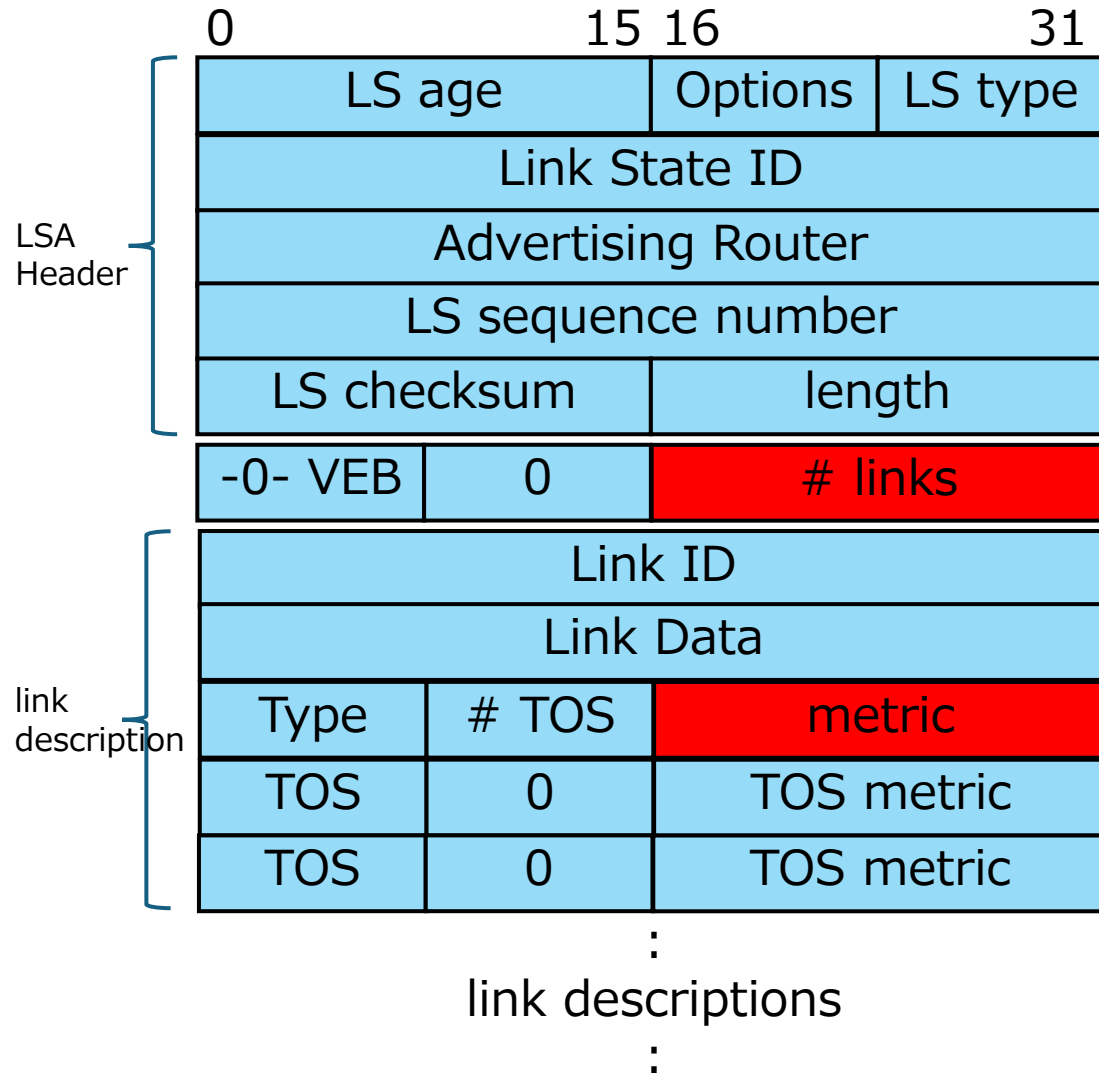 0 15 16 31
LS age Options LS type
Link State ID
LSA
Header
Advertising Router
LS sequence number
LS checksum length
-0- VEB 0 # links
Link ID
Link Data
link
description
Type # TOS metric
TOS 0 TOS metric
TOS 0 TOS metric
:
link descriptions
: